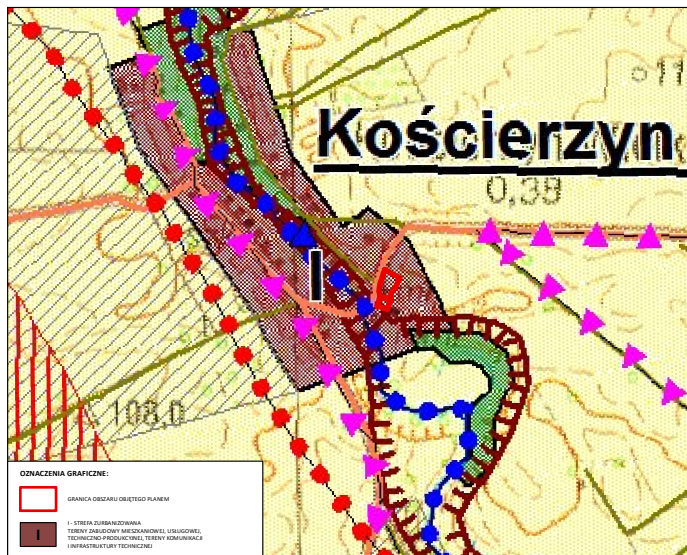 Kościerzyn
0,39
I
108,0
OZNACZENIA GRAFICZNE:
GRANICA OBSZARU OBJĘTEGO PLANEM
I
I - STREFA ZURBANIZOWANA
TERENY ZABUDOWY MIESZKANIOWEJ, USŁUGOWEJ,
TECHNICZNO-PRODUKCYJNEJ, TERENY KOMUNIKACJI
I INFRASTRUKTURY TECHNICZNEJ